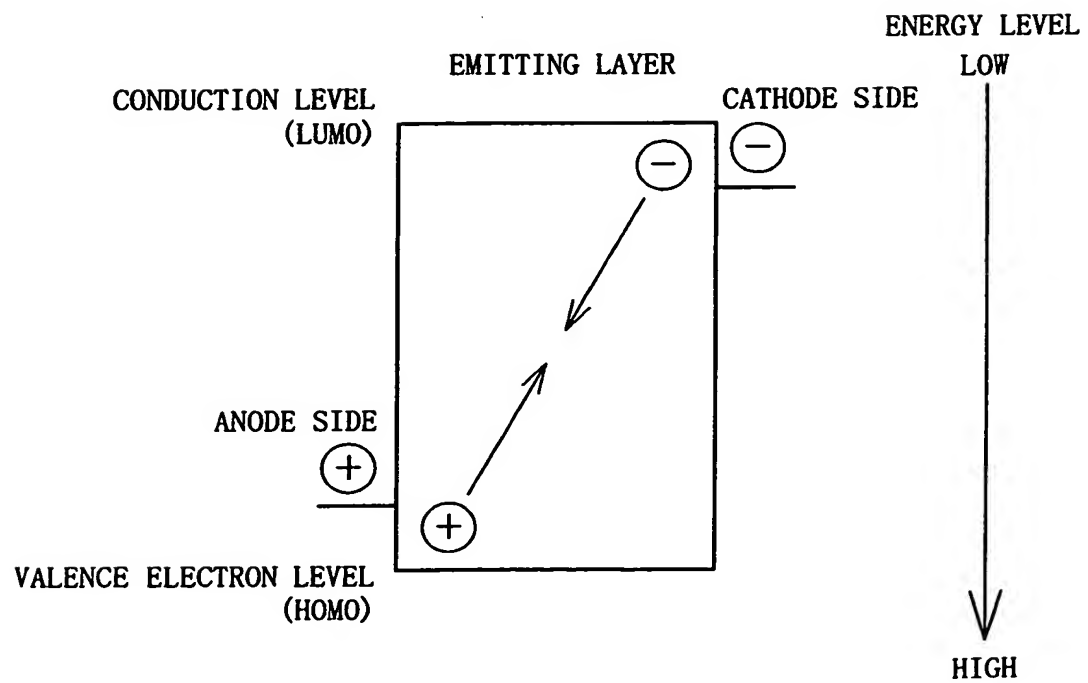 ENERGY LEVEL
LOW
EMITTING LAYER
CONDUCTION LEVEL
(LUMO)
CATHODE SIDE
−
−
ANODE SIDE
+
+
VALENCE ELECTRON LEVEL
(HOMO)
HIGH